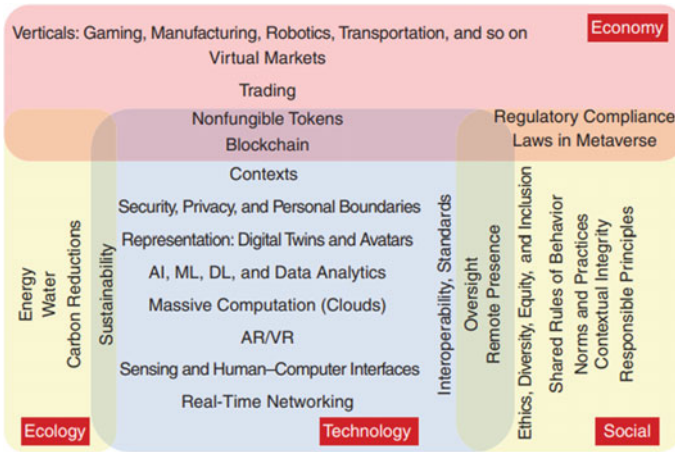 Verticals: Gaming, Manufacturing, Robotics, Transportation, and so on
Economy
Virtual Markets
Trading
Nonfungible Tokens
Regulatory Compliance
Blockchain
Laws in Metaverse
Contexts
Security, Privacy, and Personal Boundaries
Representation: Digital Twins and Avatars
AI, ML, DL, and Data Analytics
Massive Computation (Clouds)
AR/VR
Sensing and Human–Computer Interfaces
Real-Time Networking
Energy
Water
Carbon Reductions
Sustainability
Interoperability, Standards
Oversight
Remote Presence
Ethics, Diversity, Equity, and Inclusion
Shared Rules of Behavior
Norms and Practices
Contextual Integrity
Responsible Principles
Ecology
Technology
Social